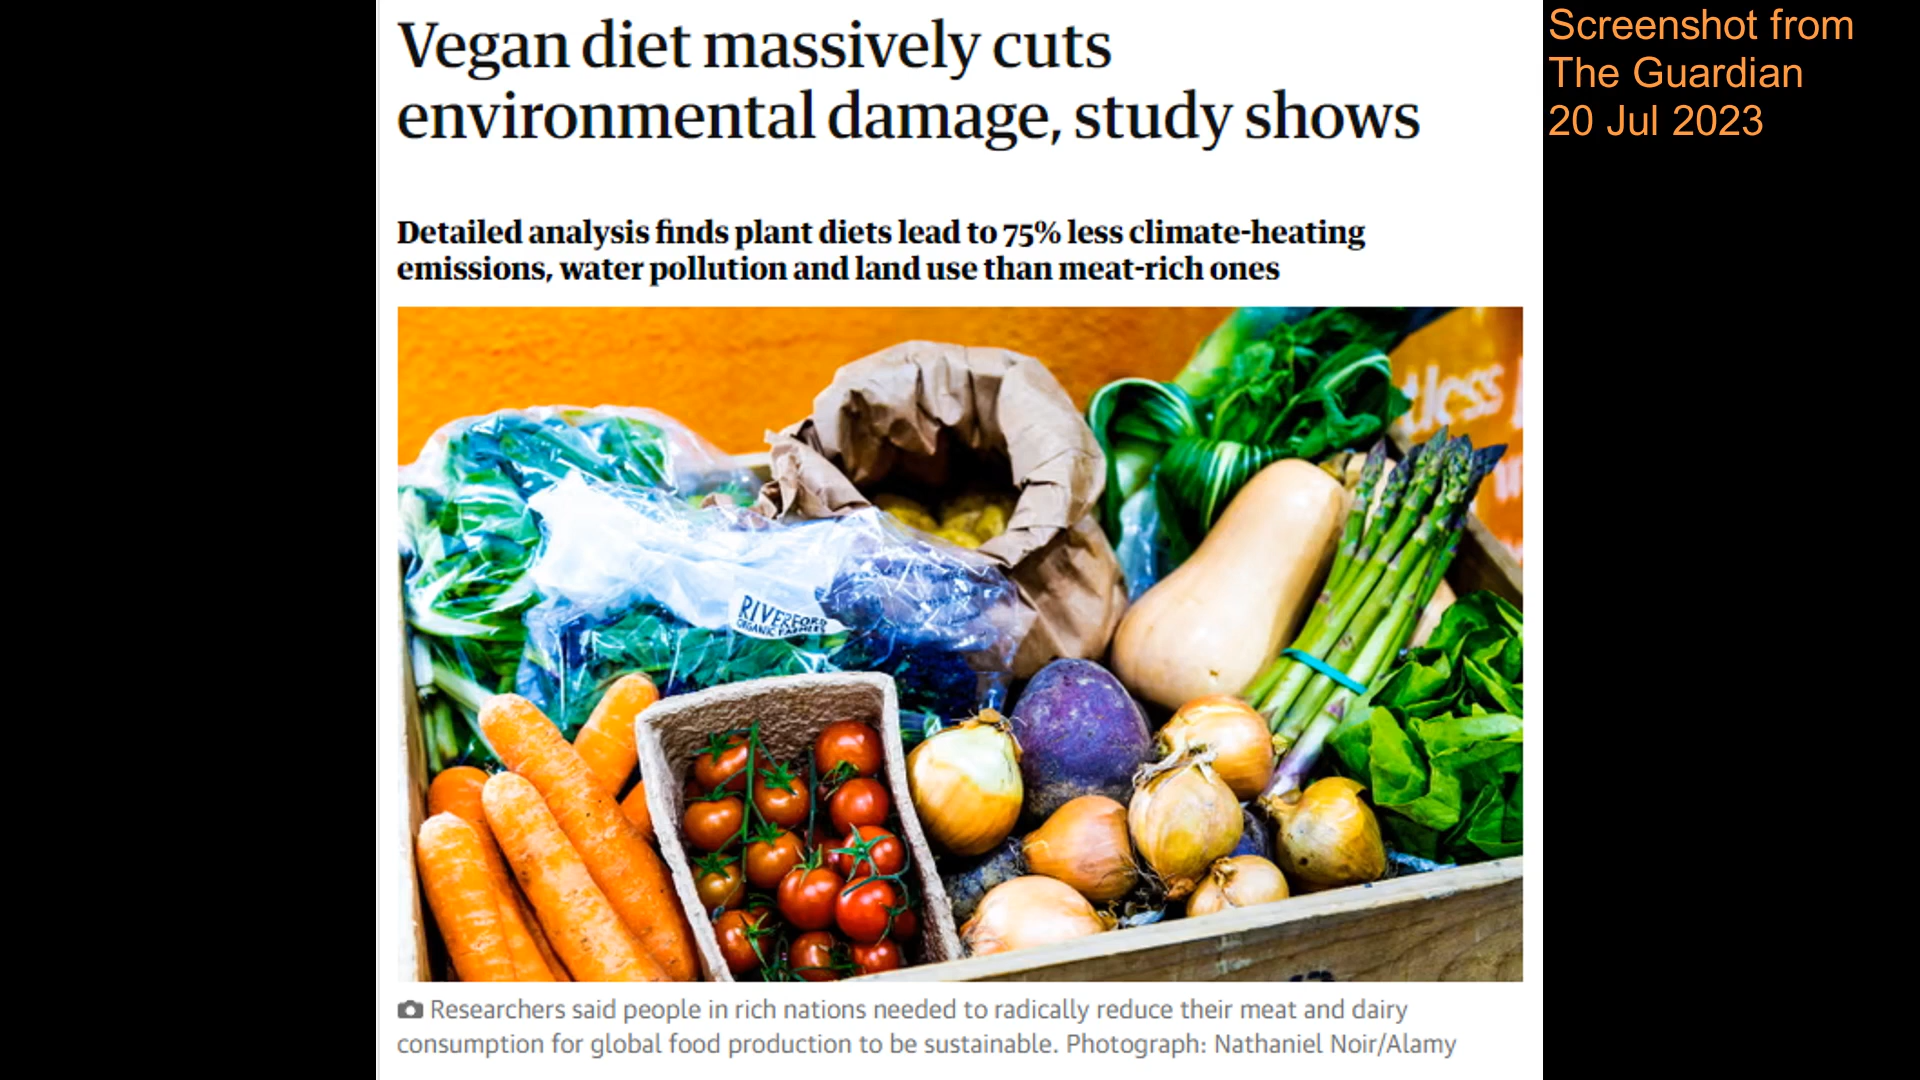 Vegan diet massively cuts
environmental damage, study shows
Detailed analysis finds plant diets lead to 75% less climate-heating
emissions, water pollution and land use than meat-rich ones
tless
RIVERFORD
ORGANIC FARMERS
Researchers said people in rich nations needed to radically reduce their meat and dairy
consumption for global food production to be sustainable. Photograph: Nathaniel Noir/Alamy
Screenshot from
The Guardian
20 Jul 2023